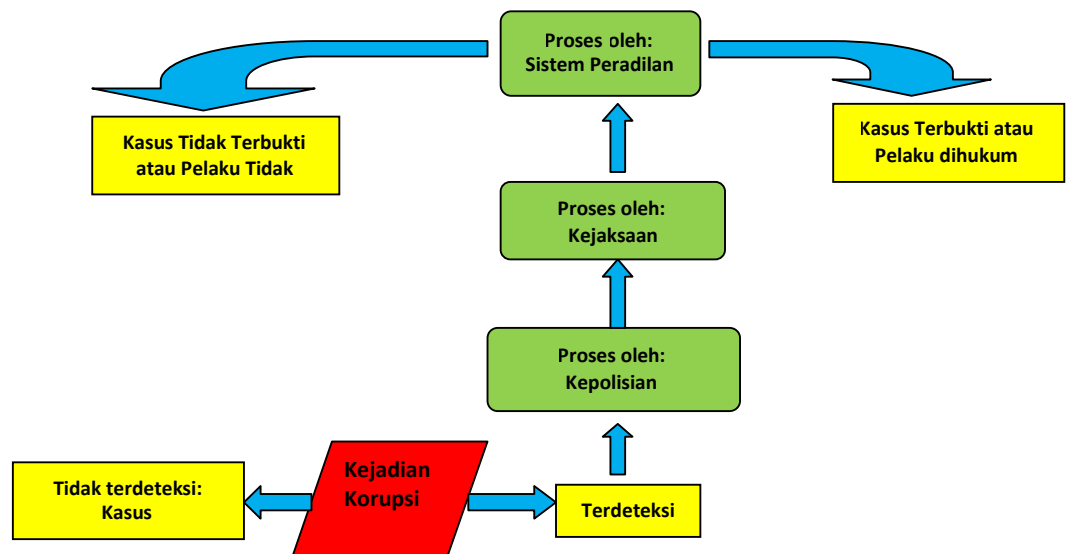 Proses oleh:
Sistem Peradilan
Kasus Tidak Terbukti
atau Pelaku Tidak
Kasus Terbukti atau
Pelaku dihukum
Proses oleh:
Kejaksaan
Proses oleh:
Kepolisian
Tidak terdeteksi:
Kasus
Kejadian
Korupsi
Terdeteksi